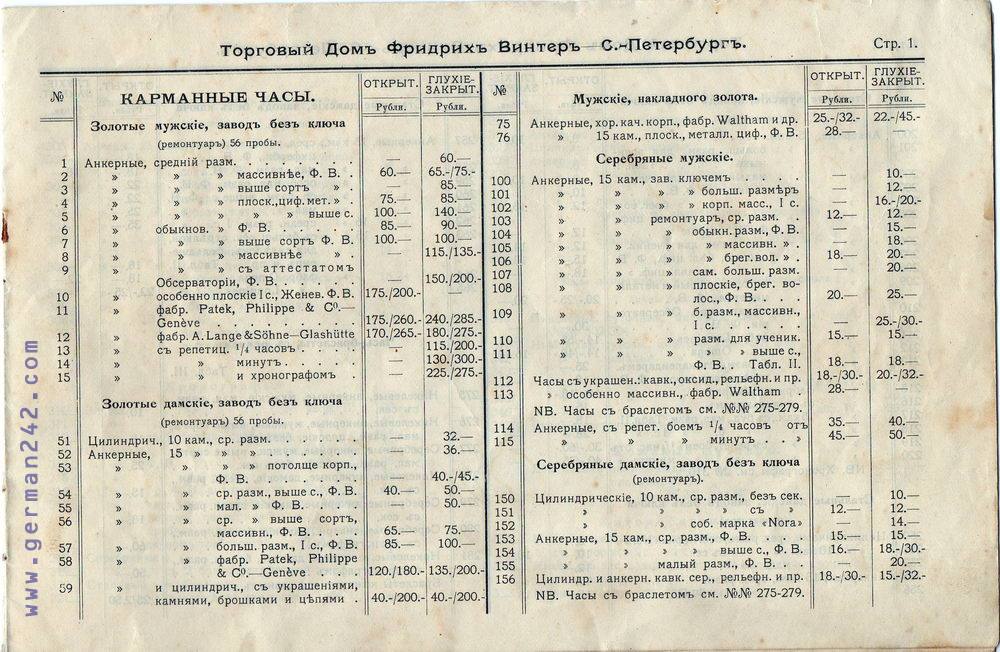 Торговый Домъ Фридрихъ Винтеръ—С.-Петербургъ.
Стр. 1.
№ КАРМАННЫЕ ЧАСЫ. ОТКРЫТ. Рубли. ГЛУХІЕ-ЗАКРЫТ. Рубли.
Золотые мужскіе, заводъ безъ ключа
(ремонтуаръ) 56 пробы.
1 Анкерные, средній разм. . . . . . . . — 60.—
2 » » » массивнѣе, Ф. В. . 60.— 65.-/75.-
3 » » » выше сортъ » . — 85.—
4 » » » плоск.,циф. мет. » . 75.— 85.—
5 » » » » » выше с. 100.— 140.—
6 » обыкнов. » Ф. В. . . . . . 85.— 90.—
7 » » » выше сортъ Ф. В. 100.— 100.—
8 » » » массивнѣе » . — 115./135.-
9 » » » съ аттестатомъ
Обсерваторіи, Ф. В. . . . . . — 150./200.-
10 » особенно плоскіе I с., Женев. Ф. В. 175./200.- —
11 » фабр. Patek, Philippe & C⁰.—
Genève . . . . . . . . 175./260.- 240./285.-
12 » фабр. A. Lange & Söhne—Glashütte 170./265.- 180./275.-
13 » съ репетиц. ¼ часовъ . . . . — 115./200.-
14 » » » минутъ . . . . . — 130./300.-
15 » » » и хронографомъ . — 225./275.-
Золотые дамскіе, заводъ безъ ключа
(ремонтуаръ) 56 пробы.
51 Цилиндрич., 10 кам., ср. разм. . . . . . — 32.—
52 Анкерные, 15 » » » . . . . . — 36.—
53 » » » » » потолще корп.,
Ф. В. . . . . — 40.-/45.-
54 » » ср. разм., выше с., Ф. В. 40.— 50.—
55 » » мал. » Ф. В. . . . — 50.—
56 » » ср. » выше сортъ,
массивн., Ф. В. . . . 65.— 75.—
57 » » больш. разм., I с., Ф. В. 85.— 100.—
58 » » фабр. Patek, Philippe
& C⁰.—Genève . . . 120./180.- 135./200.-
59 » и цилиндрич., съ украшеніями,
камнями, брошками и цѣпями . 40.-/200.- 40.-/200.-
№ ОТКРЫТ. Рубли. ГЛУХІЕ-ЗАКРЫТ. Рубли.
Мужскіе, накладного золота.
75 Анкерные, хор. кач. корп., фабр. Waltham и др. 25.-/32.- 22.-/45.-
76 » 15 кам., плоск., металл. циф., Ф. В. 28.— —
Серебряные мужскіе.
100 Анкерные, 15 кам., зав. ключемъ . . . . — 10.—
101 » » » » » больш. размѣръ — 12.—
102 » » » » » корп. масс., I с. — 16.-/20.-
103 » » » ремонтуаръ, ср. разм. . 12.— 12.—
104 » » » » обыкн. разм., Ф. В. — 15.—
105 » » » » » массивн. » . — 18.—
106 » » » » » брег. вол. » . 18.— 20.—
107 » » » » сам. больш. разм. — 20.—
108 » » » » плоскіе, брег. во-
лос., Ф. В. . . . 20.— 25.—
109 » » » » б. разм., массивн.,
I с. . . . . . — 25.-/30.-
110 » » » » разм. для ученик. 15.— 15.—
111 » » » » » » выше с.,
Ф. В. . Табл. II. 18.— 18.—
112 Часы съ украшен.: кавк., оксид., рельефн. и пр. 18.-/30.- 20.-/32.-
113 » особенно массивн., фабр. Waltham . 28.— —
NB. Часы съ браслетомъ см. №№ 275-279.
114 Анкерные, съ репет. боемъ ¼ часовъ отъ 35.— 40.—
115 » » » минутъ . . » 45.— 50.—
Серебряные дамскіе, заводъ безъ ключа
(ремонтуаръ).
150 Цилиндрическіе, 10 кам., ср. разм., безъ сек. — 10.—
151 » » » » » съ » 12.— 12.—
152 » » » соб. марка «Nora» — 14.—
153 Анкерные, 15 кам., ср. разм., Ф. В. . . . 15.— 15.—
154 » » » » » выше с., Ф. В. 16.— 18.-/30.-
155 » » » малый разм., Ф. В. . . — 20.—
156 Цилиндр. и анкерн. кавк. сер., рельефн. и пр. 18.-/30.- 15.-/32.-
NB. Часы съ браслетомъ см. №№ 275-279.
www.german242.com